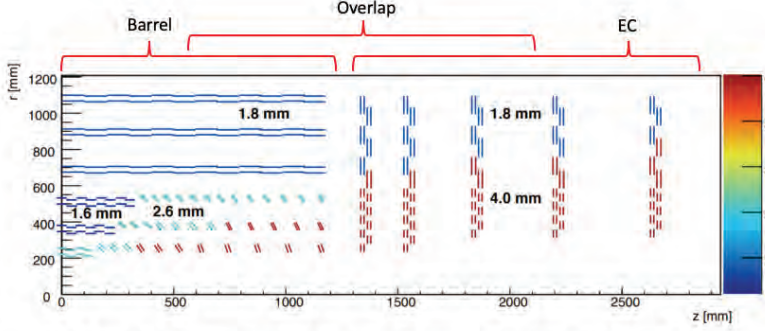 Overlap
Barrel
EC
r [mm]
1200
1000
800
600
400
200
0
1.8 mm
1.8 mm
1.6 mm
2.6 mm
4.0 mm
0
500
1000
1500
2000
2500
z [mm]